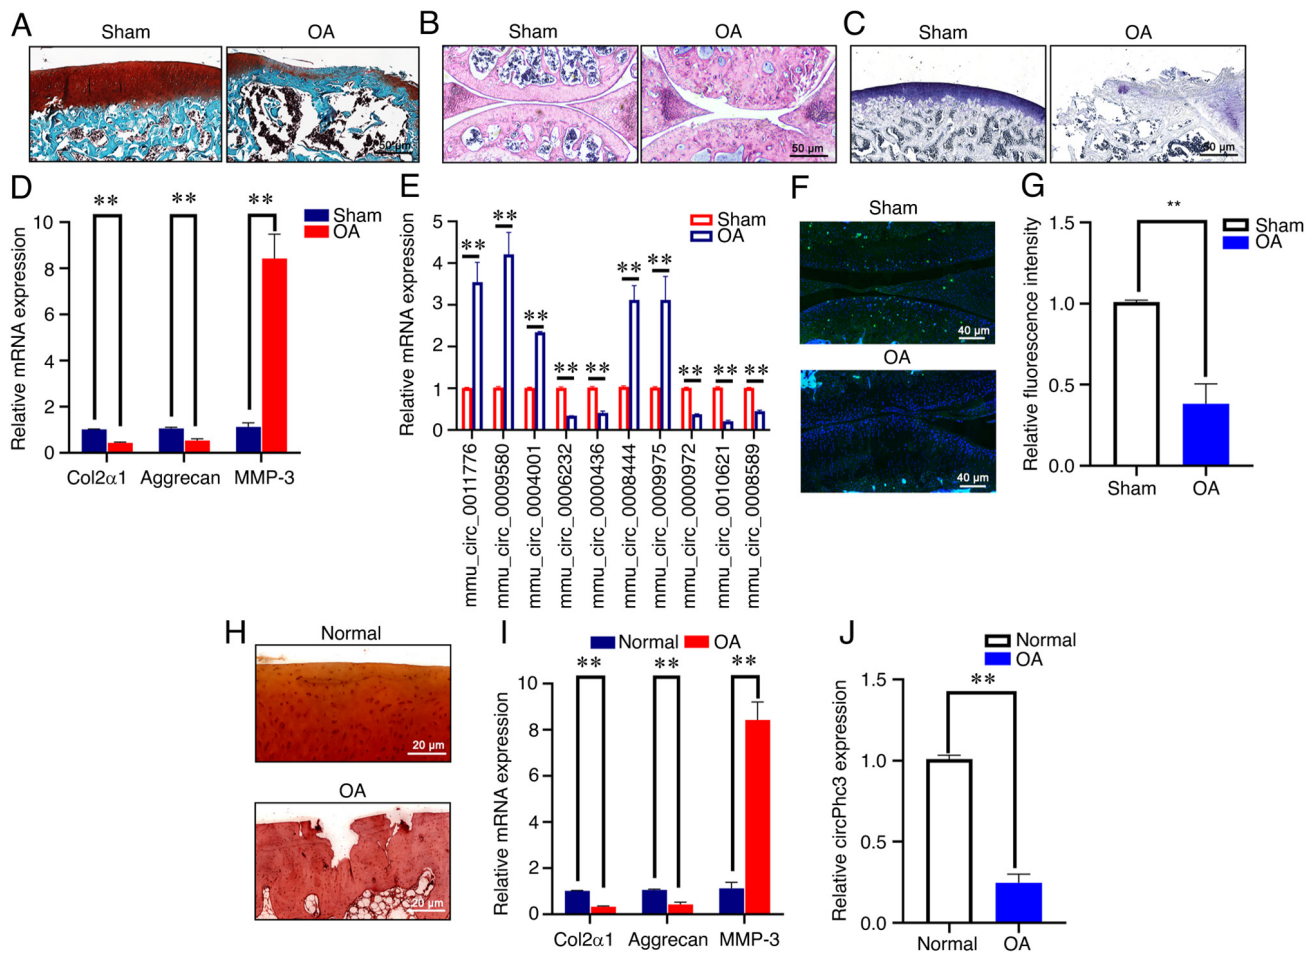 A
Sham
OA
50 µm
B
Sham
OA
50 µm
C
Sham
OA
50 µm
D
**
**
**
Sham
OA
Relative mRNA expression
10
8
6
4
2
0
Col2α1
Aggrecan
MMP-3
E
**
**
**
**
**
**
**
**
**
**
Sham
OA
Relative mRNA expression
5
4
3
2
1
0
mmu_circ_0011776
mmu_circ_0009580
mmu_circ_0004001
mmu_circ_0006232
mmu_circ_0000436
mmu_circ_0008444
mmu_circ_0009975
mmu_circ_0000972
mmu_circ_0010621
mmu_circ_0008589
F
Sham
40 µm
OA
40 µm
G
**
Sham
OA
Relative fluorescence intensity
1.5
1.0
0.5
0.0
Sham
OA
H
Normal
20 µm
OA
20 µm
I
Normal
OA
**
**
**
Relative mRNA expression
10
8
6
4
2
0
Col2α1
Aggrecan
MMP-3
J
Normal
OA
**
Relative circPhc3 expression
1.5
1.0
0.5
0.0
Normal
OA